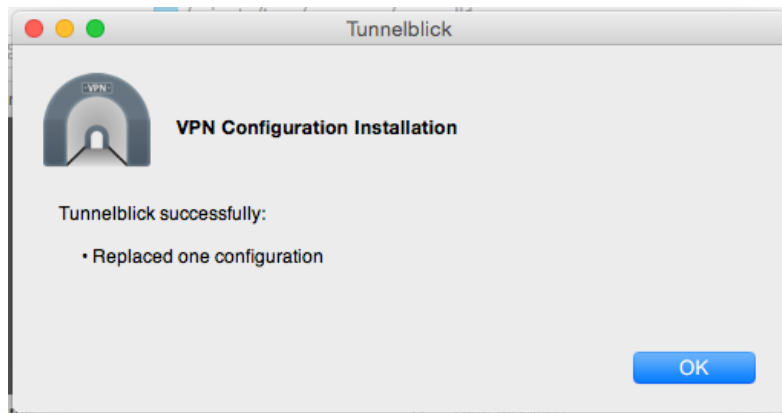 Tunnelblick
VPN
VPN Configuration Installation
Tunnelblick successfully:
• Replaced one configuration
OK